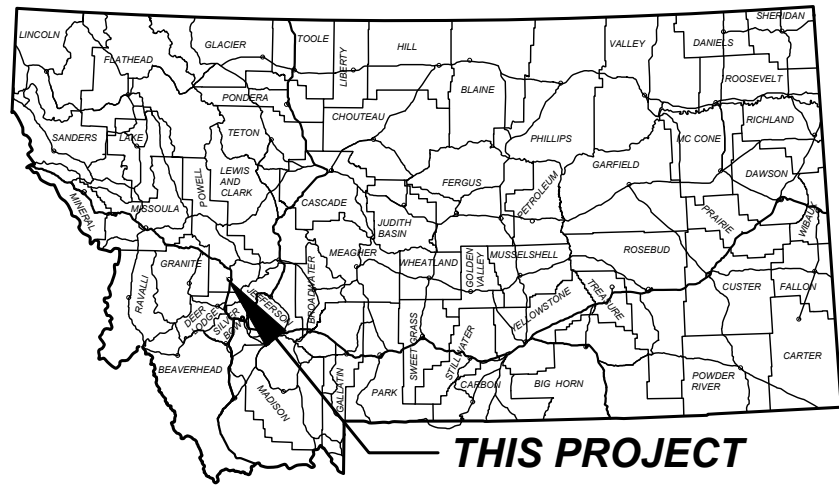 LINCOLN
FLATHEAD
GLACIER
TOOLE
LIBERTY
HILL
BLAINE
VALLEY
DANIELS
SHERIDAN
ROOSEVELT
PONDERA
CHOUTEAU
PHILLIPS
RICHLAND
SANDERS
LAKE
TETON
MC CONE
GARFIELD
DAWSON
MINERAL
MISSOULA
POWELL
LEWIS
AND
CLARK
CASCADE
JUDITH
BASIN
FERGUS
PETROLEUM
PRAIRIE
WIBAUX
RAVALLI
GRANITE
MEAGHER
BROADWATER
WHEATLAND
GOLDEN
VALLEY
MUSSELSHELL
ROSEBUD
TREASURE
CUSTER
FALLON
DEER
LODGE
SILVER
BOW
JEFFERSON
BEAVERHEAD
MADISON
GALLATIN
PARK
SWEET GRASS
STILLWATER
CARBON
YELLOWSTONE
BIG HORN
POWDER
RIVER
CARTER
THIS PROJECT